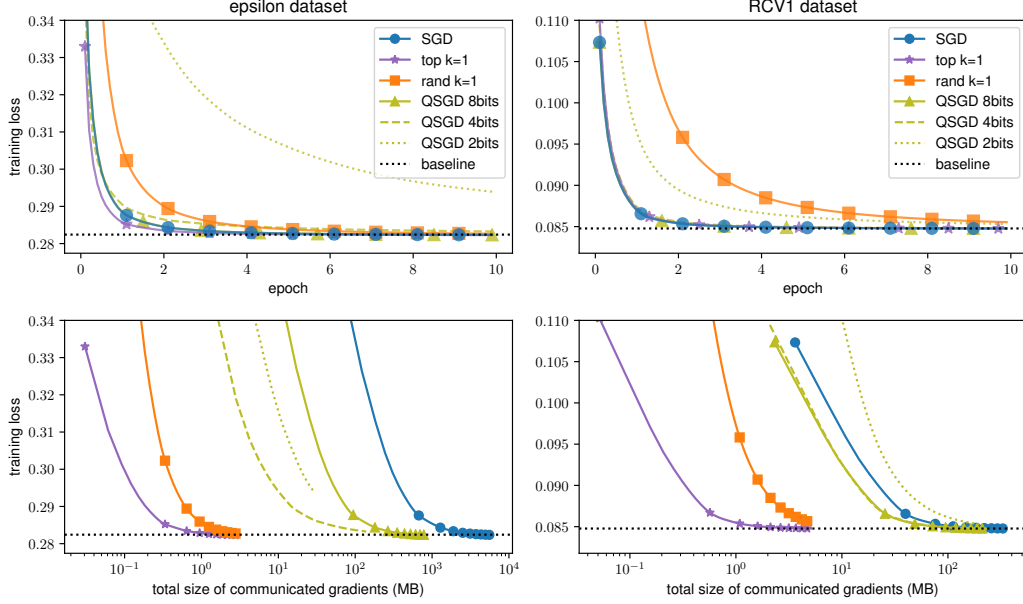 epsilon dataset
RCV1 dataset
0.34
0.33
0.32
0.31
0.30
0.29
0.28
training loss
0
2
4
6
8
10
epoch
SGD
top k=1
rand k=1
QSGD 8bits
QSGD 4bits
QSGD 2bits
baseline
0.110
0.105
0.100
0.095
0.090
0.085
0
2
4
6
8
10
epoch
SGD
top k=1
rand k=1
QSGD 8bits
QSGD 4bits
QSGD 2bits
baseline
0.34
0.33
0.32
0.31
0.30
0.29
0.28
training loss
10⁻¹
10⁰
10¹
10²
10³
10⁴
total size of communicated gradients (MB)
0.110
0.105
0.100
0.095
0.090
0.085
10⁻¹
10⁰
10¹
10²
total size of communicated gradients (MB)